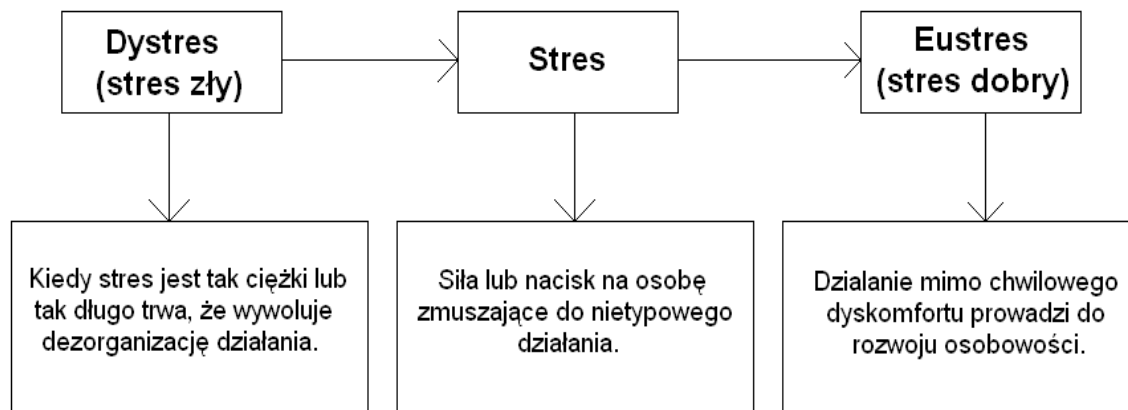 Dystres
(stres zły)
Stres
Eustres
(stres dobry)
Kiedy stres jest tak ciężki lub
tak długo trwa, że wywoluje
dezorganizację działania.
Siła lub nacisk na osobę
zmuszające do nietypowego
działania.
Dzialanie mimo chwilowego
dyskomfortu prowadzi do
rozwoju osobowości.